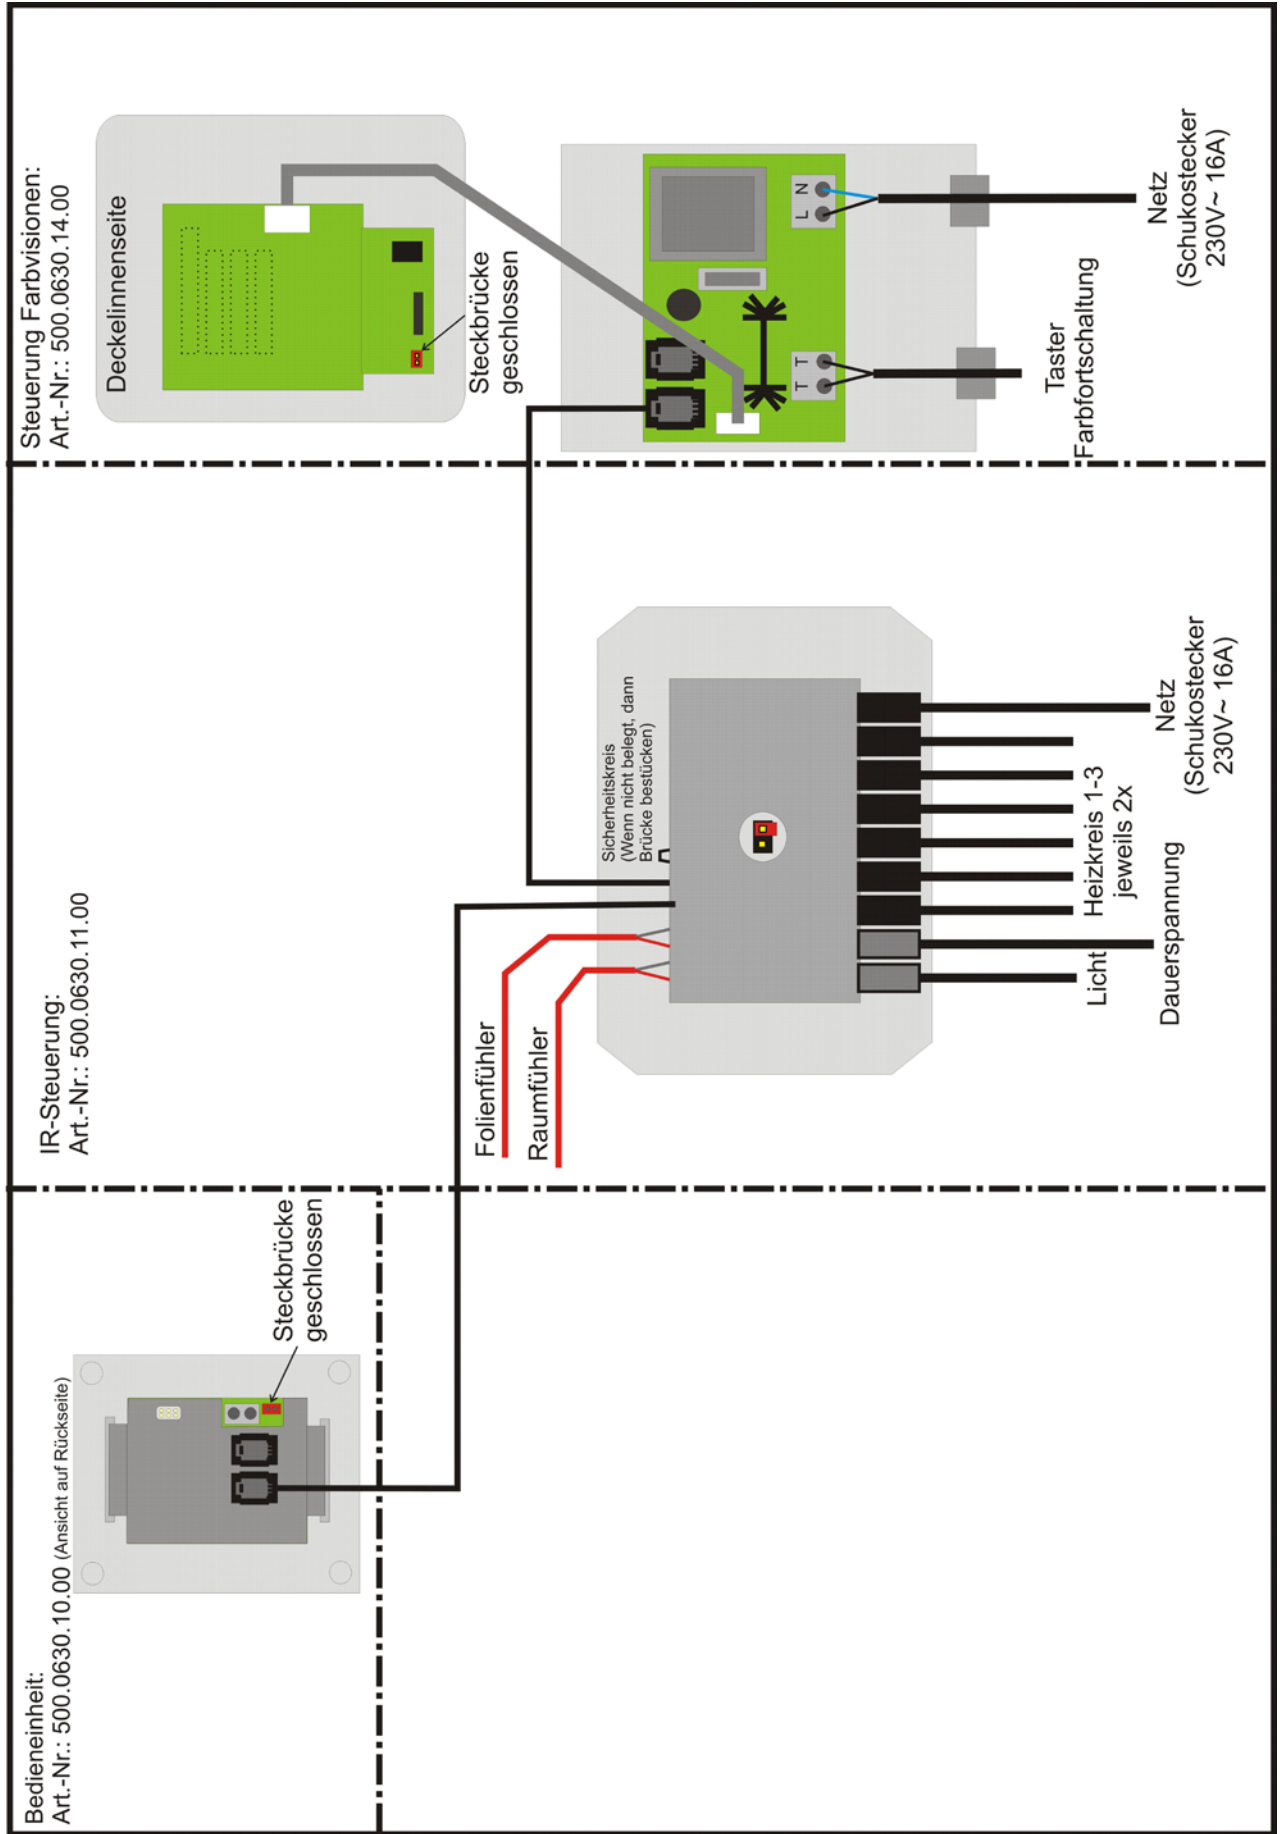 Bedieneinheit:
Art.-Nr.: 500.0630.10.00 (Ansicht auf Rückseite)
Steckbrücke
geschlossen
IR-Steuerung:
Art.-Nr.: 500.0630.11.00
Folienfühler
Raumfühler
Sicherheitskreis
(Wenn nicht belegt, dann
Brücke bestücken)
Licht
Dauerspannung
Heizkreis 1-3
jeweils 2x
Netz
(Schukostecker
230V~ 16A)
Steuerung Farbvisionen:
Art.-Nr.: 500.0630.14.00
Deckelinnenseite
Steckbrücke
geschlossen
T T
L N
Taster
Farbfortschaltung
Netz
(Schukostecker
230V~ 16A)